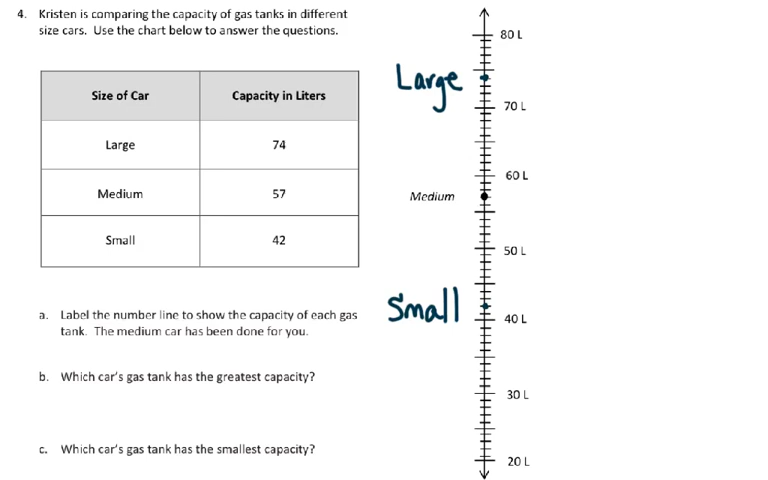 4. Kristen is comparing the capacity of gas tanks in different
size cars. Use the chart below to answer the questions.
Size of Car Capacity in Liters
Large 74
Medium 57
Small 42
a. Label the number line to show the capacity of each gas
tank. The medium car has been done for you.
b. Which car's gas tank has the greatest capacity?
c. Which car's gas tank has the smallest capacity?
80 L
Large
70 L
60 L
Medium
50 L
Small
40 L
30 L
20 L